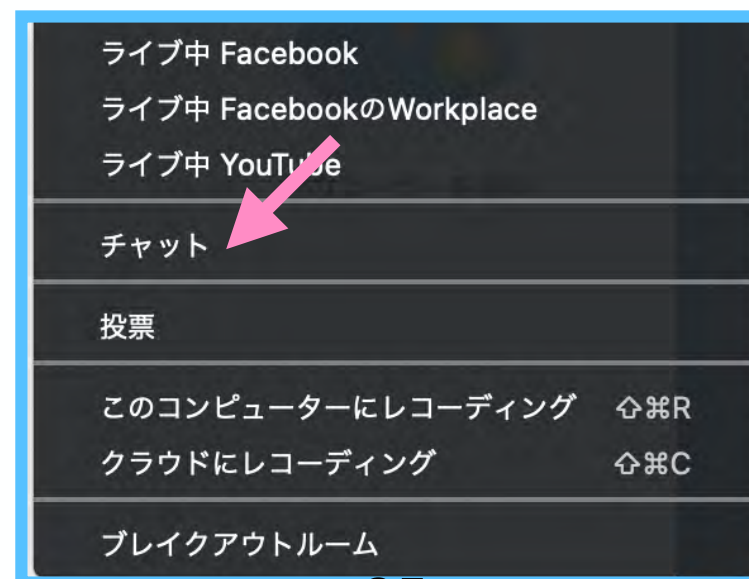 ライブ中 Facebook
ライブ中 FacebookのWorkplace
ライブ中 YouTube
チャット
投票
このコンピューターにレコーディング ⇧⌘R
クラウドにレコーディング ⇧⌘C
ブレイクアウトルーム